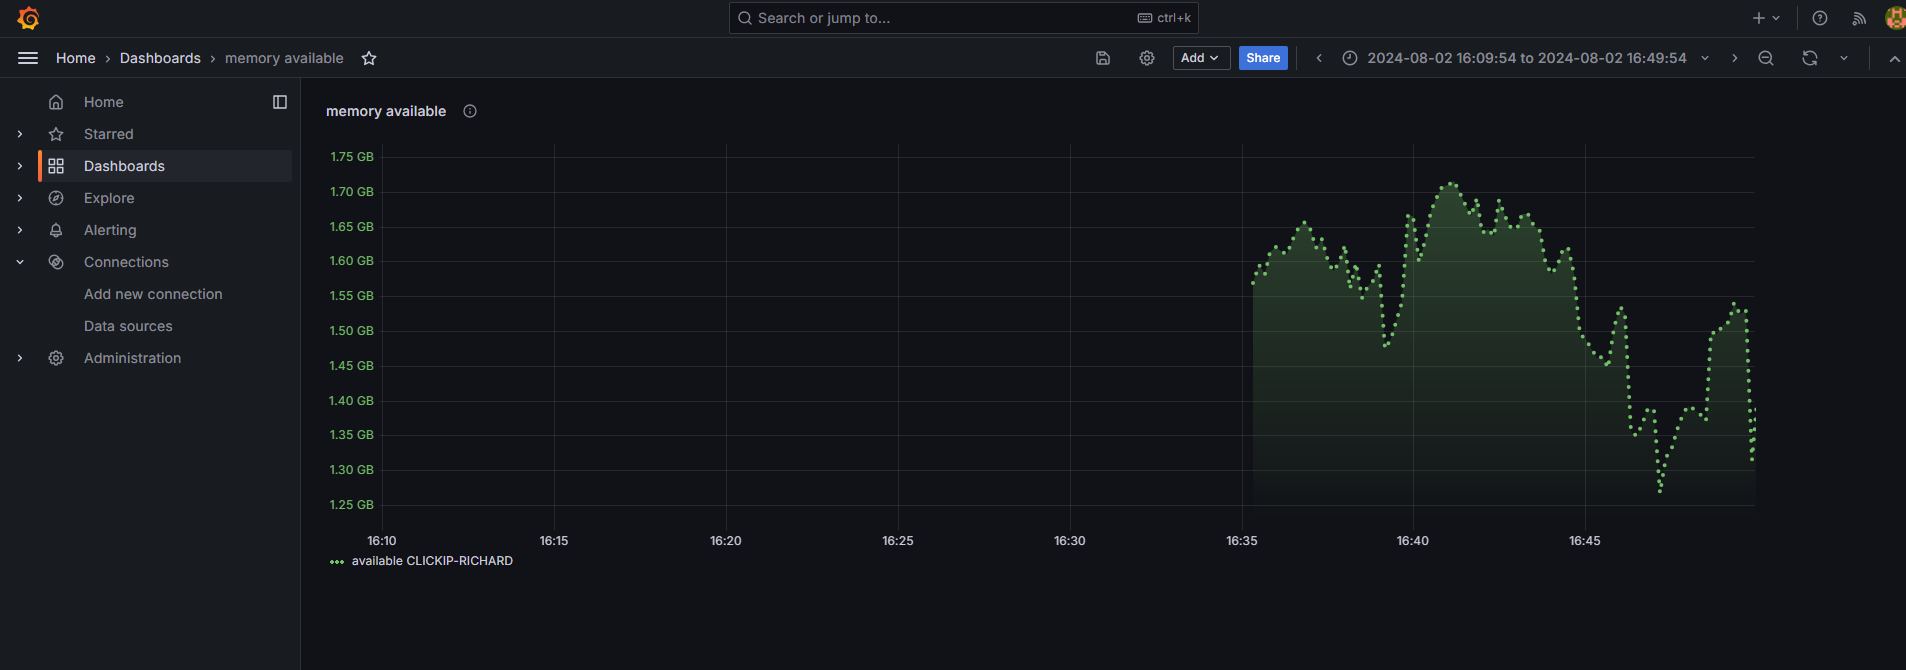 Search or jump to...
ctrl+k
Home › Dashboards › memory available
Add
Share
2024-08-02 16:09:54 to 2024-08-02 16:49:54
Home
Starred
Dashboards
Explore
Alerting
Connections
Add new connection
Data sources
Administration
memory available
1.75 GB
1.70 GB
1.65 GB
1.60 GB
1.55 GB
1.50 GB
1.45 GB
1.40 GB
1.35 GB
1.30 GB
1.25 GB
16:10 16:15 16:20 16:25 16:30 16:35 16:40 16:45
available CLICKIP-RICHARD